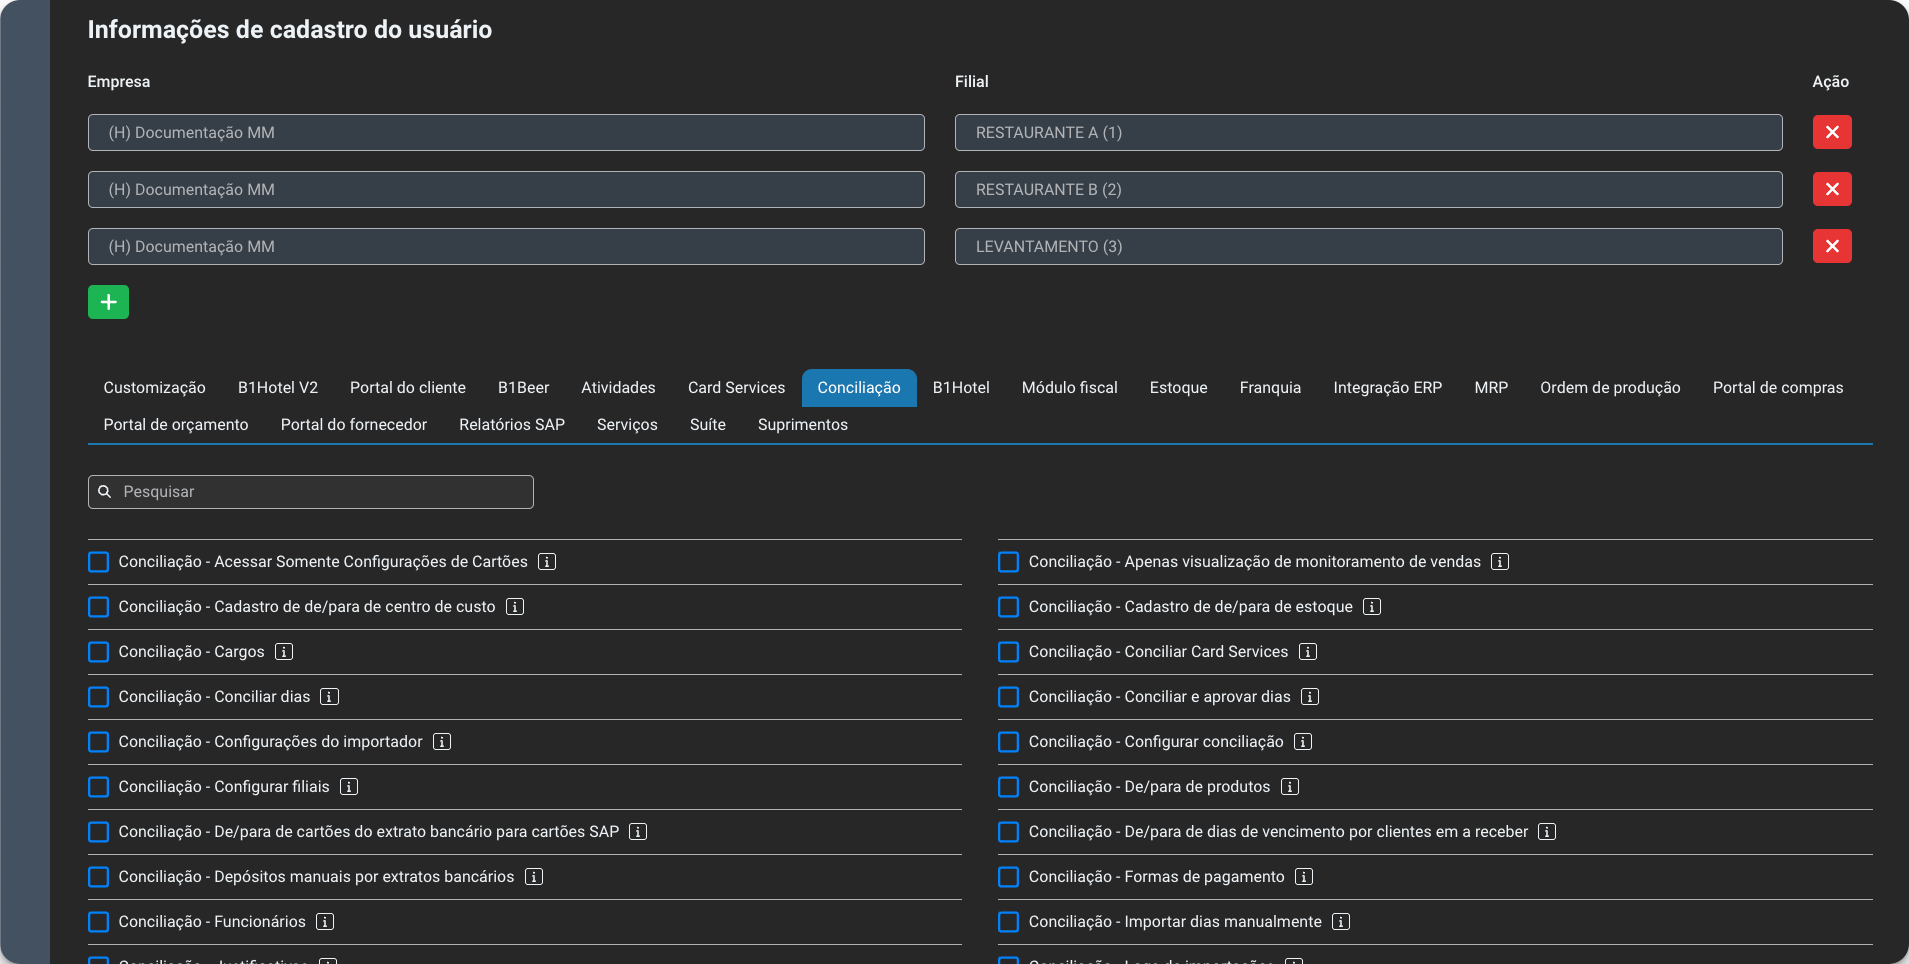 Informações de cadastro do usuário
Empresa Filial Ação
(H) Documentação MM RESTAURANTE A (1)
(H) Documentação MM RESTAURANTE B (2)
(H) Documentação MM LEVANTAMENTO (3)
Customização B1Hotel V2 Portal do cliente B1Beer Atividades Card Services Conciliação B1Hotel Módulo fiscal Estoque Franquia Integração ERP MRP Ordem de produção Portal de compras
Portal de orçamento Portal do fornecedor Relatórios SAP Serviços Suíte Suprimentos
Pesquisar
Conciliação - Acessar Somente Configurações de Cartões Conciliação - Apenas visualização de monitoramento de vendas
Conciliação - Cadastro de de/para de centro de custo Conciliação - Cadastro de de/para de estoque
Conciliação - Cargos Conciliação - Conciliar Card Services
Conciliação - Conciliar dias Conciliação - Conciliar e aprovar dias
Conciliação - Configurações do importador Conciliação - Configurar conciliação
Conciliação - Configurar filiais Conciliação - De/para de produtos
Conciliação - De/para de cartões do extrato bancário para cartões SAP Conciliação - De/para de dias de vencimento por clientes em a receber
Conciliação - Depósitos manuais por extratos bancários Conciliação - Formas de pagamento
Conciliação - Funcionários Conciliação - Importar dias manualmente